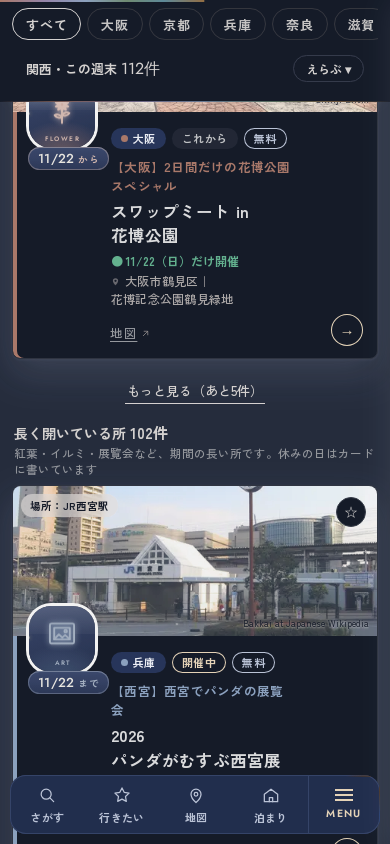 すべて
大阪
京都
兵庫
奈良
滋賀
関西・この週末 112件
えらぶ ▾
FLOWER
11/22 から
大阪
これから
無料
【大阪】2日間だけの花博公園
スペシャル
スワップミート in
花博公園
11/22（日）だけ開催
大阪市鶴見区｜
花博記念公園鶴見緑地
地図 ↗
→
もっと見る（あと5件）
長く開いている所 102件
紅葉・イルミ・展覧会など、期間の長い所です。休みの日はカード
に書いています
場所：JR西宮駅
☆
JR 西宮駅
Bakkai at Japanese Wikipedia
ART
11/22 まで
兵庫
開催中
無料
【西宮】西宮でパンダの展覧
会
2026
パンダがむすぶ西宮展
さがす
行きたい
地図
泊まり
MENU